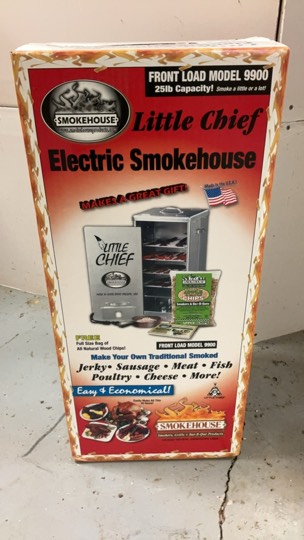 FRONT LOAD MODEL 9900
25lb Capacity! Smoke a little or a lot!
SMOKEHOUSE
Little Chief
Electric Smokehouse
MAKE'S A GREAT GIFT!
Made in the U.S.A.!
LITTLE
CHIEF
CHIPS
FREE
Full Size Bag of
All Natural Wood Chips!
FRONT LOAD MODEL 9900
Make Your Own Traditional Smoked
Jerky • Sausage • Meat • Fish
Poultry • Cheese • More!
Easy & Economical!
SMOKEHOUSE